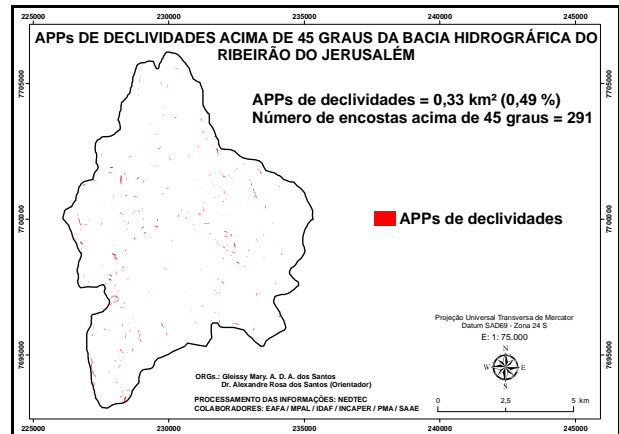 225000 230000 235000 240000 245000
APPs DE DECLIVIDADES ACIMA DE 45 GRAUS DA BACIA HIDROGRÁFICA DO
RIBEIRÃO DO JERUSALÉM
7705000 7705000
APPs de declividades = 0,33 km² (0,49 %)
Número de encostas acima de 45 graus = 291
7700000 7700000
APPs de declividades
Projeção Universal Transversa de Mercator
Datum SAD69 - Zona 24 S
E: 1: 75.000
N
W E
S
7695000 7695000
ORGs.: Gleissy Mary. A. D. A. dos Santos
Dr. Alexandre Rosa dos Santos (Orientador)
PROCESSAMENTO DAS INFORMAÇÕES: NEDTEC
COLABORADORES: EAFA / MPAL / IDAF / INCAPER / PMA / SAAE
0 2,5 5 km
225000 230000 235000 240000 245000